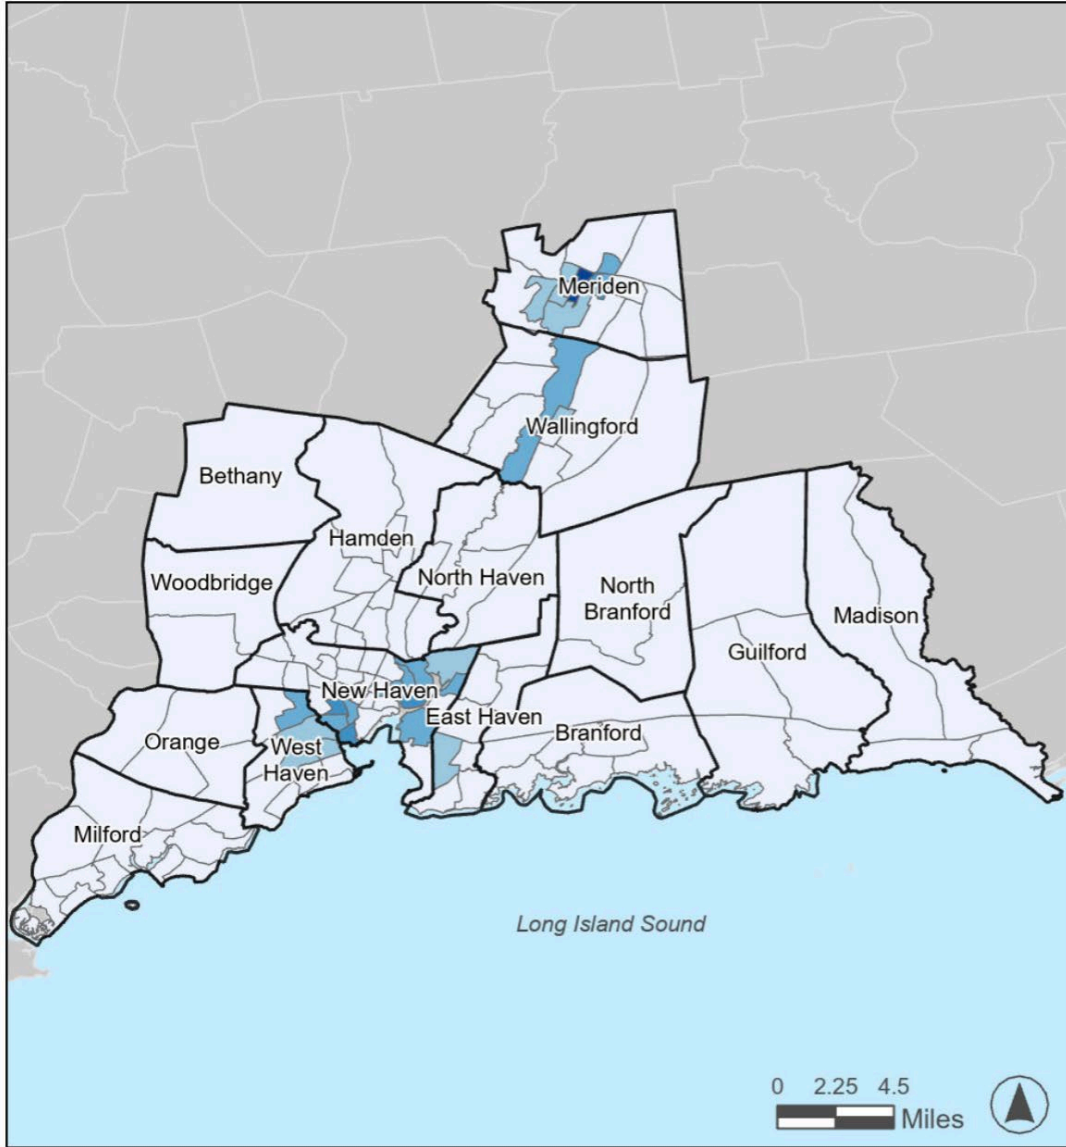 Meriden
Wallingford
Bethany
Hamden
Woodbridge
North Haven
North
Branford
Madison
Guilford
New Haven
East Haven
Branford
Orange
West
Haven
Milford
Long Island Sound
0 2.25 4.5
Miles